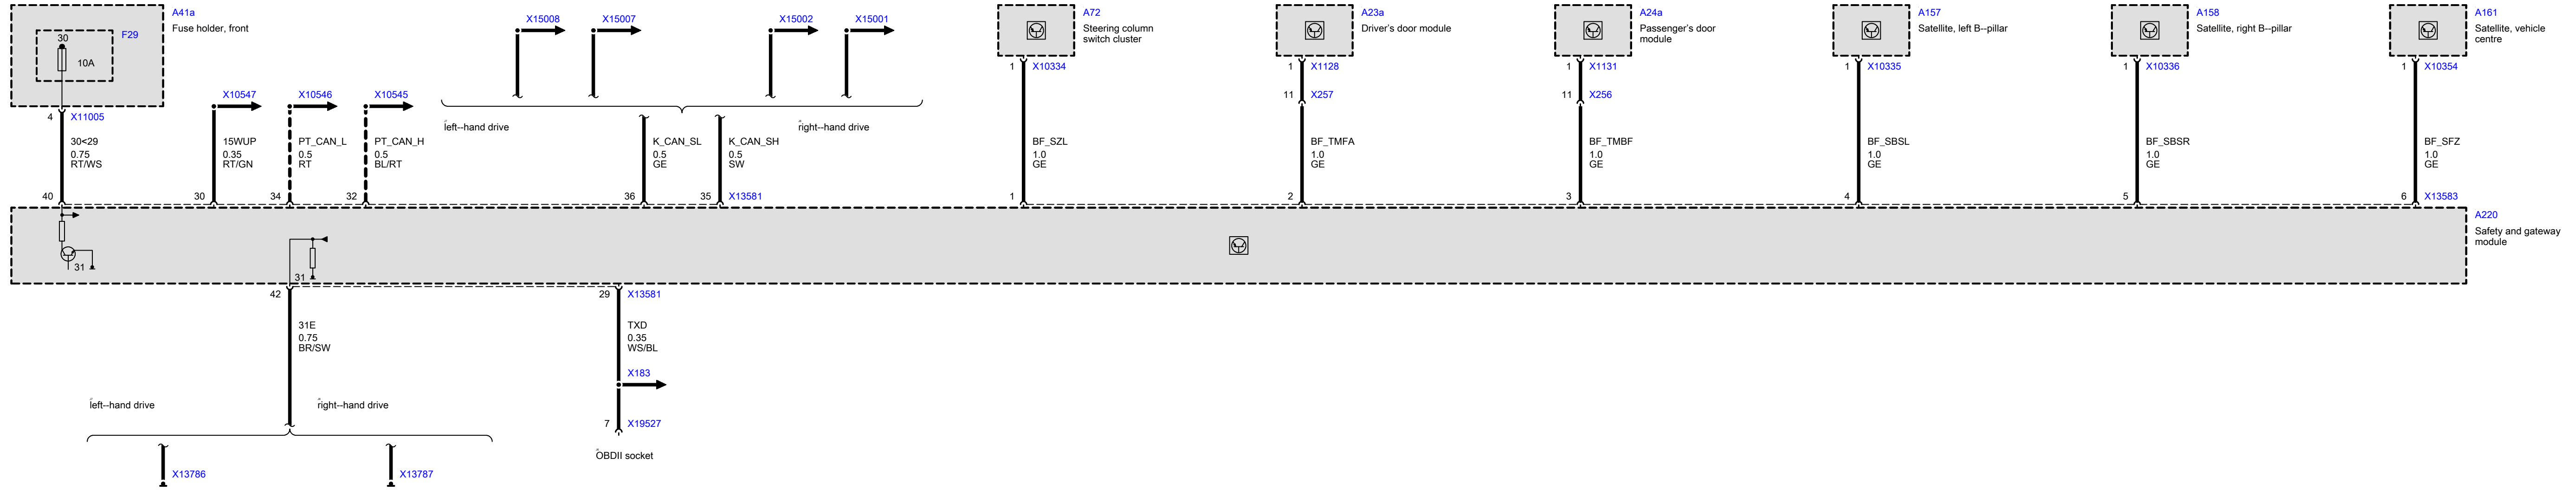 A41a
Fuse holder, front
F29
30
10A
4
X11005
30<29
0.75
RT/WS
40
X10547
15WUP
0.35
RT/GN
30
X10546
PT_CAN_L
0.5
RT
34
X10545
PT_CAN_H
0.5
BL/RT
32
X15008
X15007
X15002
X15001
left--hand drive
right--hand drive
K_CAN_SL
0.5
GE
36
K_CAN_SH
0.5
SW
35
X13581
A72
Steering column
switch cluster
1
X10334
BF_SZL
1.0
GE
1
A23a
Driver's door module
1
X1128
11
X257
BF_TMFA
1.0
GE
2
A24a
Passenger's door
module
1
X1131
11
X256
BF_TMBF
1.0
GE
3
A157
Satellite, left B--pillar
1
X10335
BF_SBSL
1.0
GE
4
A158
Satellite, right B--pillar
1
X10336
BF_SBSR
1.0
GE
5
A161
Satellite, vehicle
centre
1
X10354
BF_SFZ
1.0
GE
6
X13583
A220
Safety and gateway
module
31
31
42
31E
0.75
BR/SW
left--hand drive
right--hand drive
X13786
X13787
29
X13581
TXD
0.35
WS/BL
X183
7
X19527
OBDII socket